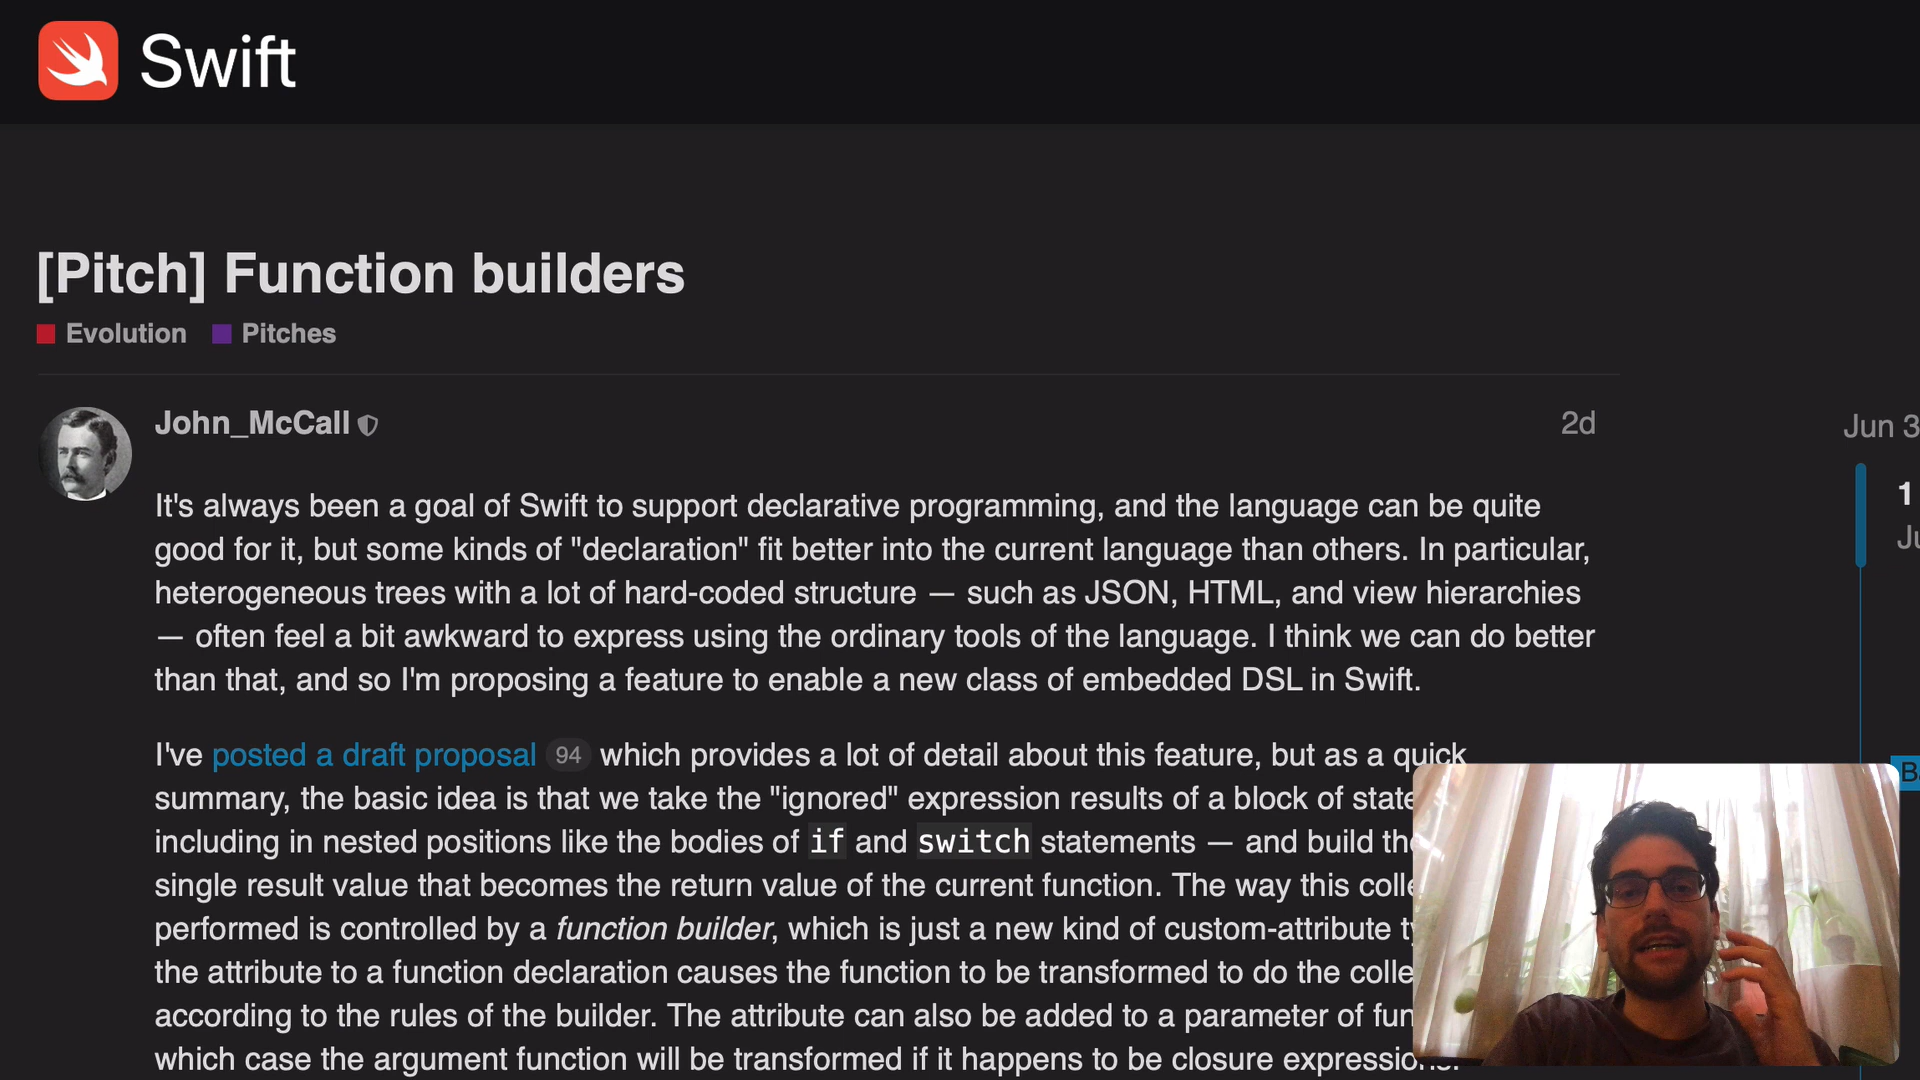 Swift
[Pitch] Function builders
Evolution Pitches
John_McCall 2d
Jun 3
1
It's always been a goal of Swift to support declarative programming, and the language can be quite
good for it, but some kinds of "declaration" fit better into the current language than others. In particular,
heterogeneous trees with a lot of hard-coded structure — such as JSON, HTML, and view hierarchies
— often feel a bit awkward to express using the ordinary tools of the language. I think we can do better
than that, and so I'm proposing a feature to enable a new class of embedded DSL in Swift.
I've posted a draft proposal 94 which provides a lot of detail about this feature, but as a quick
summary, the basic idea is that we take the "ignored" expression results of a block of state
including in nested positions like the bodies of if and switch statements — and build the
single result value that becomes the return value of the current function. The way this colle
performed is controlled by a function builder, which is just a new kind of custom-attribute ty
the attribute to a function declaration causes the function to be transformed to do the colle
according to the rules of the builder. The attribute can also be added to a parameter of fun
which case the argument function will be transformed if it happens to be closure expression.